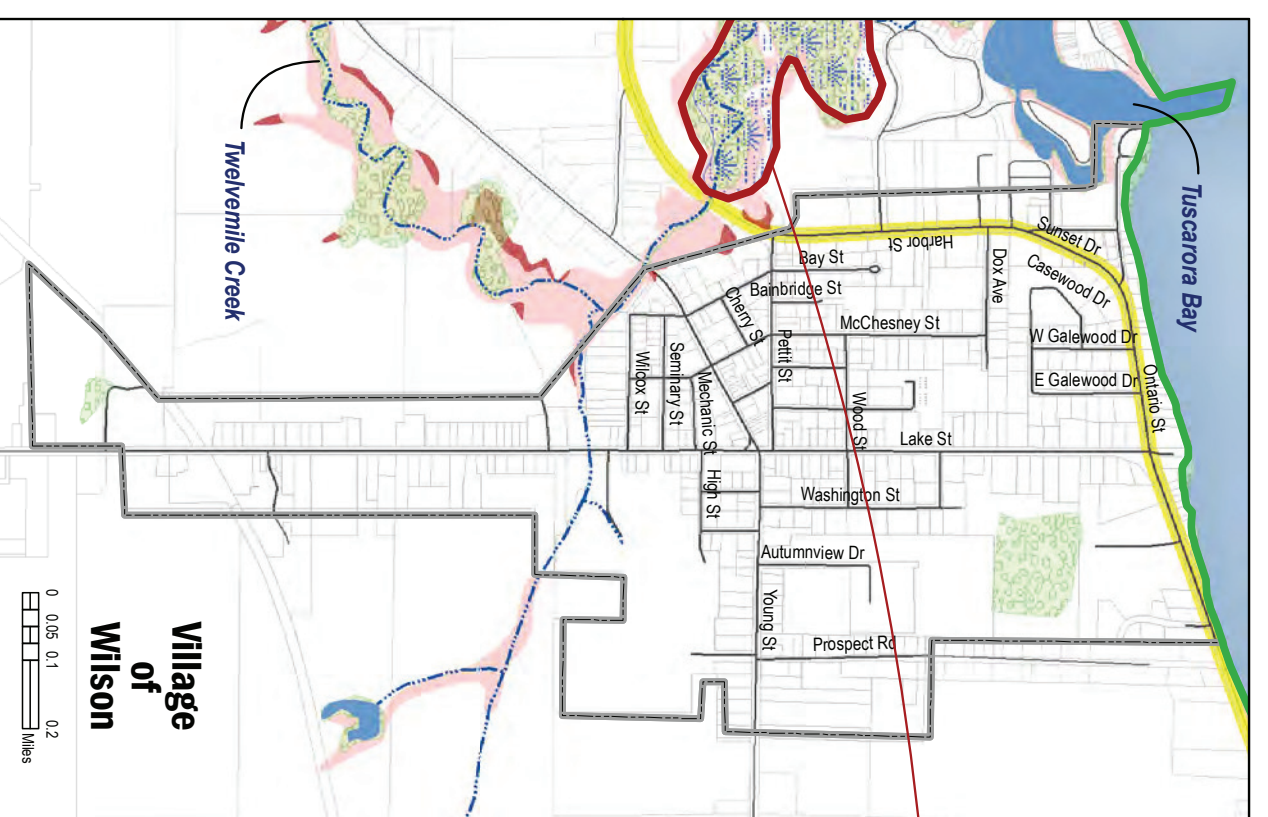 Tuscarora Bay
Twelvemile Creek
Sunset Dr
Harbor St
Casewood Dr
Dox Ave
Bay St
Bainbridge St
Cherry St
McChesney St
W Galewood Dr
E Galewood Dr
Ontario St
Pettit St
Wilcox St
Seminary St
Mechanic St
Wood St
Lake St
High St
Washington St
Autumnview Dr
Young St
Prospect Rd
Village
of
Wilson
0 0.05 0.1 0.2
Miles